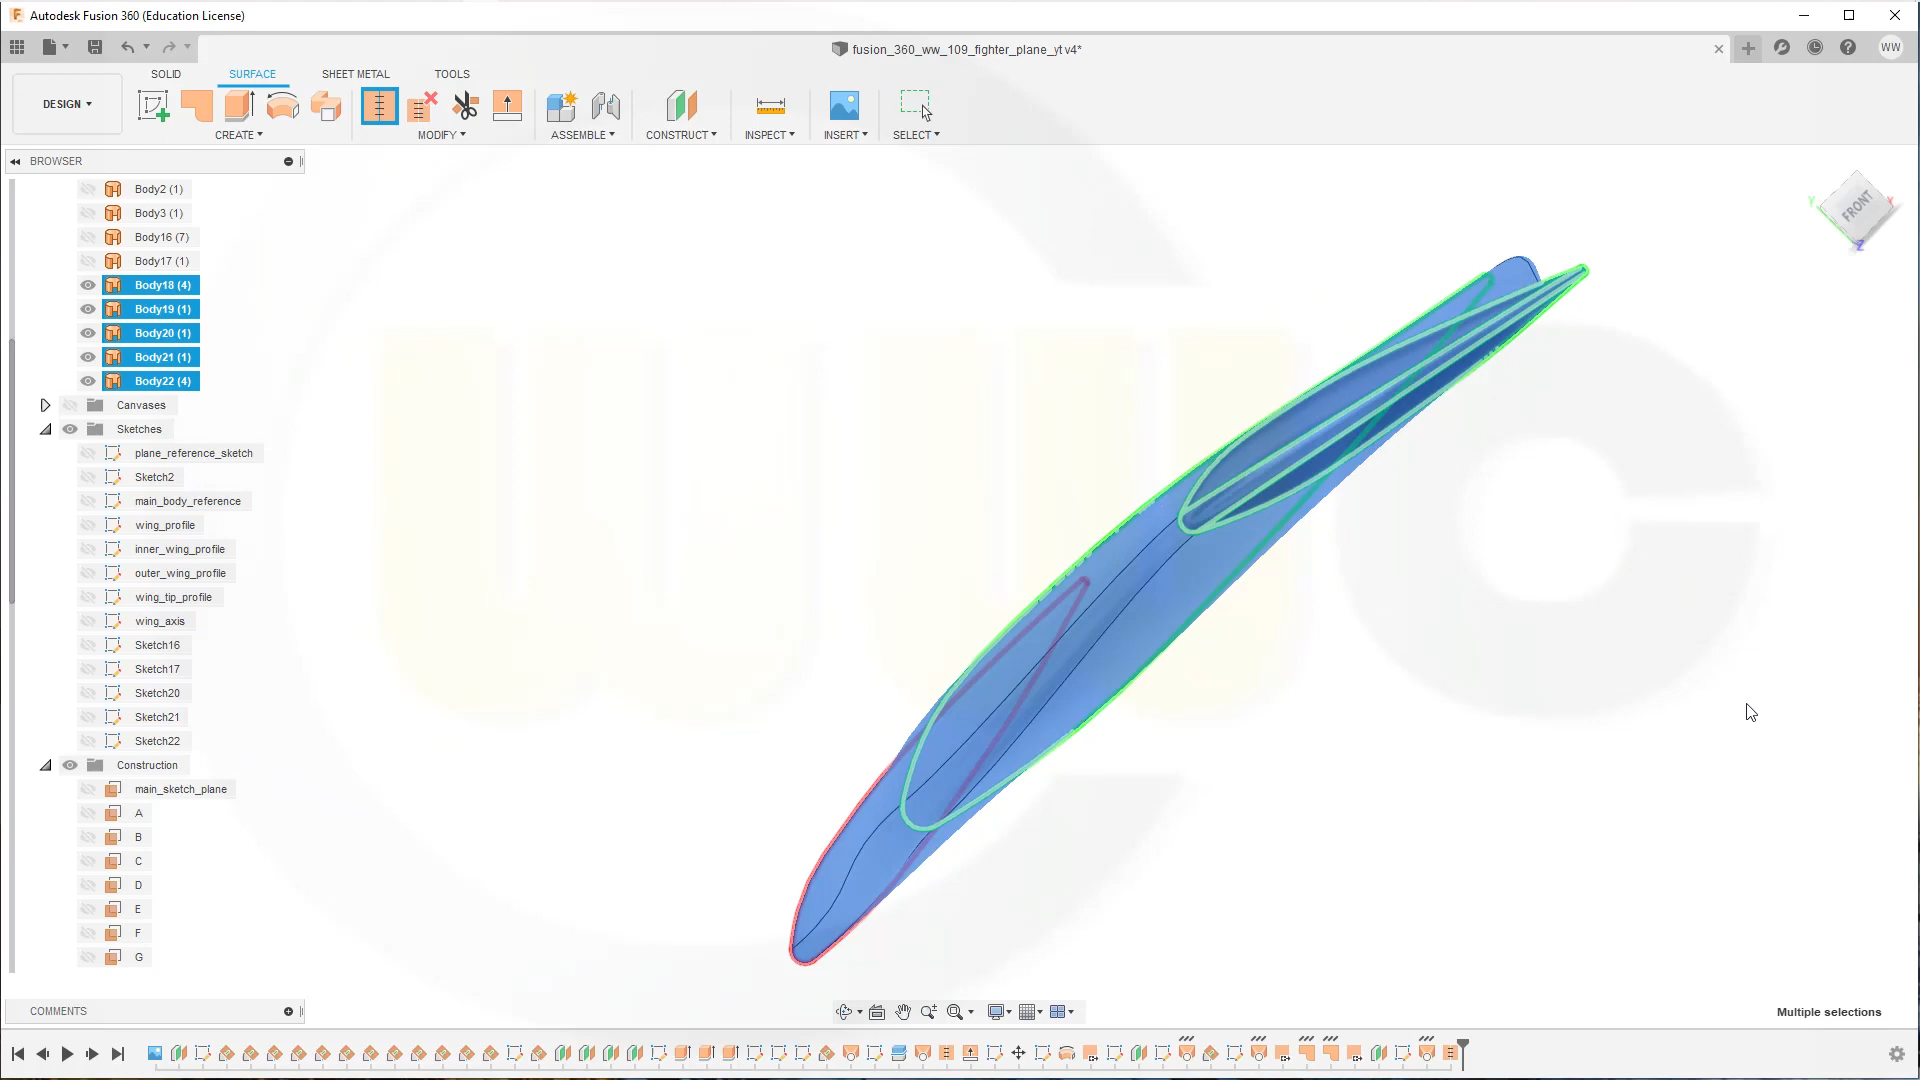 Autodesk Fusion 360 (Education License)
fusion_360_ww_109_fighter_plane_yt v4*
WW
DESIGN
SOLID
SURFACE
SHEET METAL
TOOLS
CREATE
MODIFY
ASSEMBLE
CONSTRUCT
INSPECT
INSERT
SELECT
BROWSER
Body2 (1)
Body3 (1)
Body16 (7)
Body17 (1)
Body18 (4)
Body19 (1)
Body20 (1)
Body21 (1)
Body22 (4)
Canvases
Sketches
plane_reference_sketch
Sketch2
main_body_reference
wing_profile
inner_wing_profile
outer_wing_profile
wing_tip_profile
wing_axis
Sketch16
Sketch17
Sketch20
Sketch21
Sketch22
Construction
main_sketch_plane
A
B
C
D
E
F
G
FRONT
Y
X
Z
wwc
COMMENTS
Multiple selections